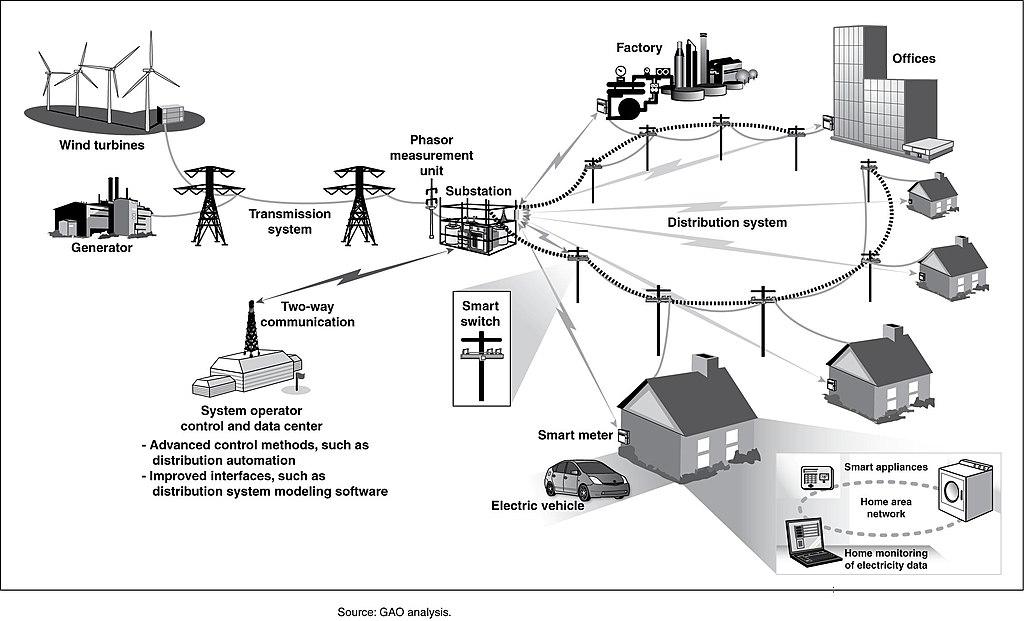 Factory
Offices
Wind turbines
Phasor
measurement
unit
Substation
Transmission
system
Generator
Distribution system
Two-way
communication
Smart
switch
System operator
control and data center
- Advanced control methods, such as
distribution automation
- Improved interfaces, such as
distribution system modeling software
Smart meter
Electric vehicle
Smart appliances
Home area
network
Home monitoring
of electricity data
Source: GAO analysis.